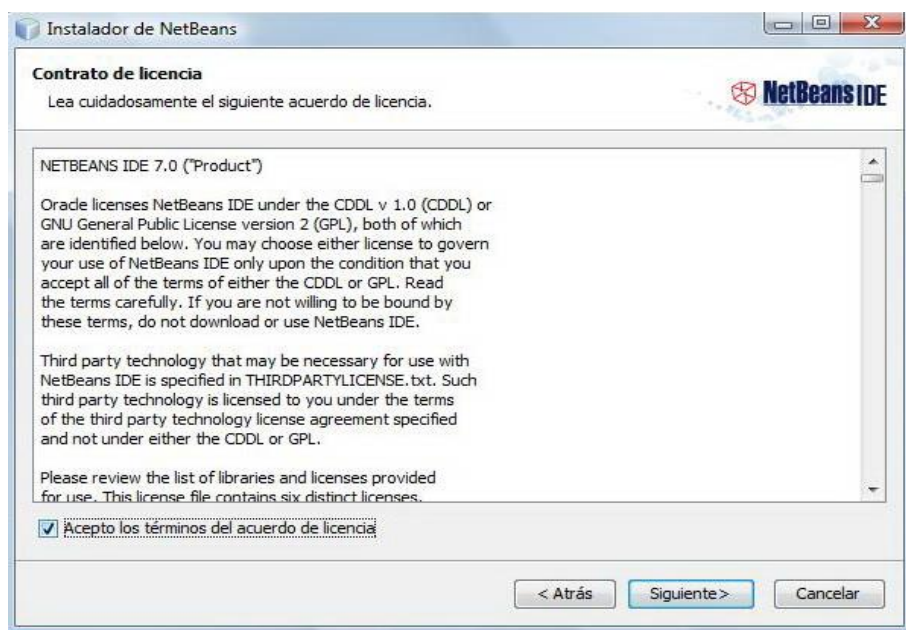 Instalador de NetBeans
Contrato de licencia
Lea cuidadosamente el siguiente acuerdo de licencia.
NetBeans IDE
NETBEANS IDE 7.0 ("Product")
Oracle licenses NetBeans IDE under the CDDL v 1.0 (CDDL) or
GNU General Public License version 2 (GPL), both of which
are identified below. You may choose either license to govern
your use of NetBeans IDE only upon the condition that you
accept all of the terms of either the CDDL or GPL. Read
the terms carefully. If you are not willing to be bound by
these terms, do not download or use NetBeans IDE.
Third party technology that may be necessary for use with
NetBeans IDE is specified in THIRDPARTYLICENSE.txt. Such
third party technology is licensed to you under the terms
of the third party technology license agreement specified
and not under either the CDDL or GPL.
Please review the list of libraries and licenses provided
for use. This license file contains six distinct licenses.
Acepto los términos del acuerdo de licencia
< Atrás
Siguiente >
Cancelar